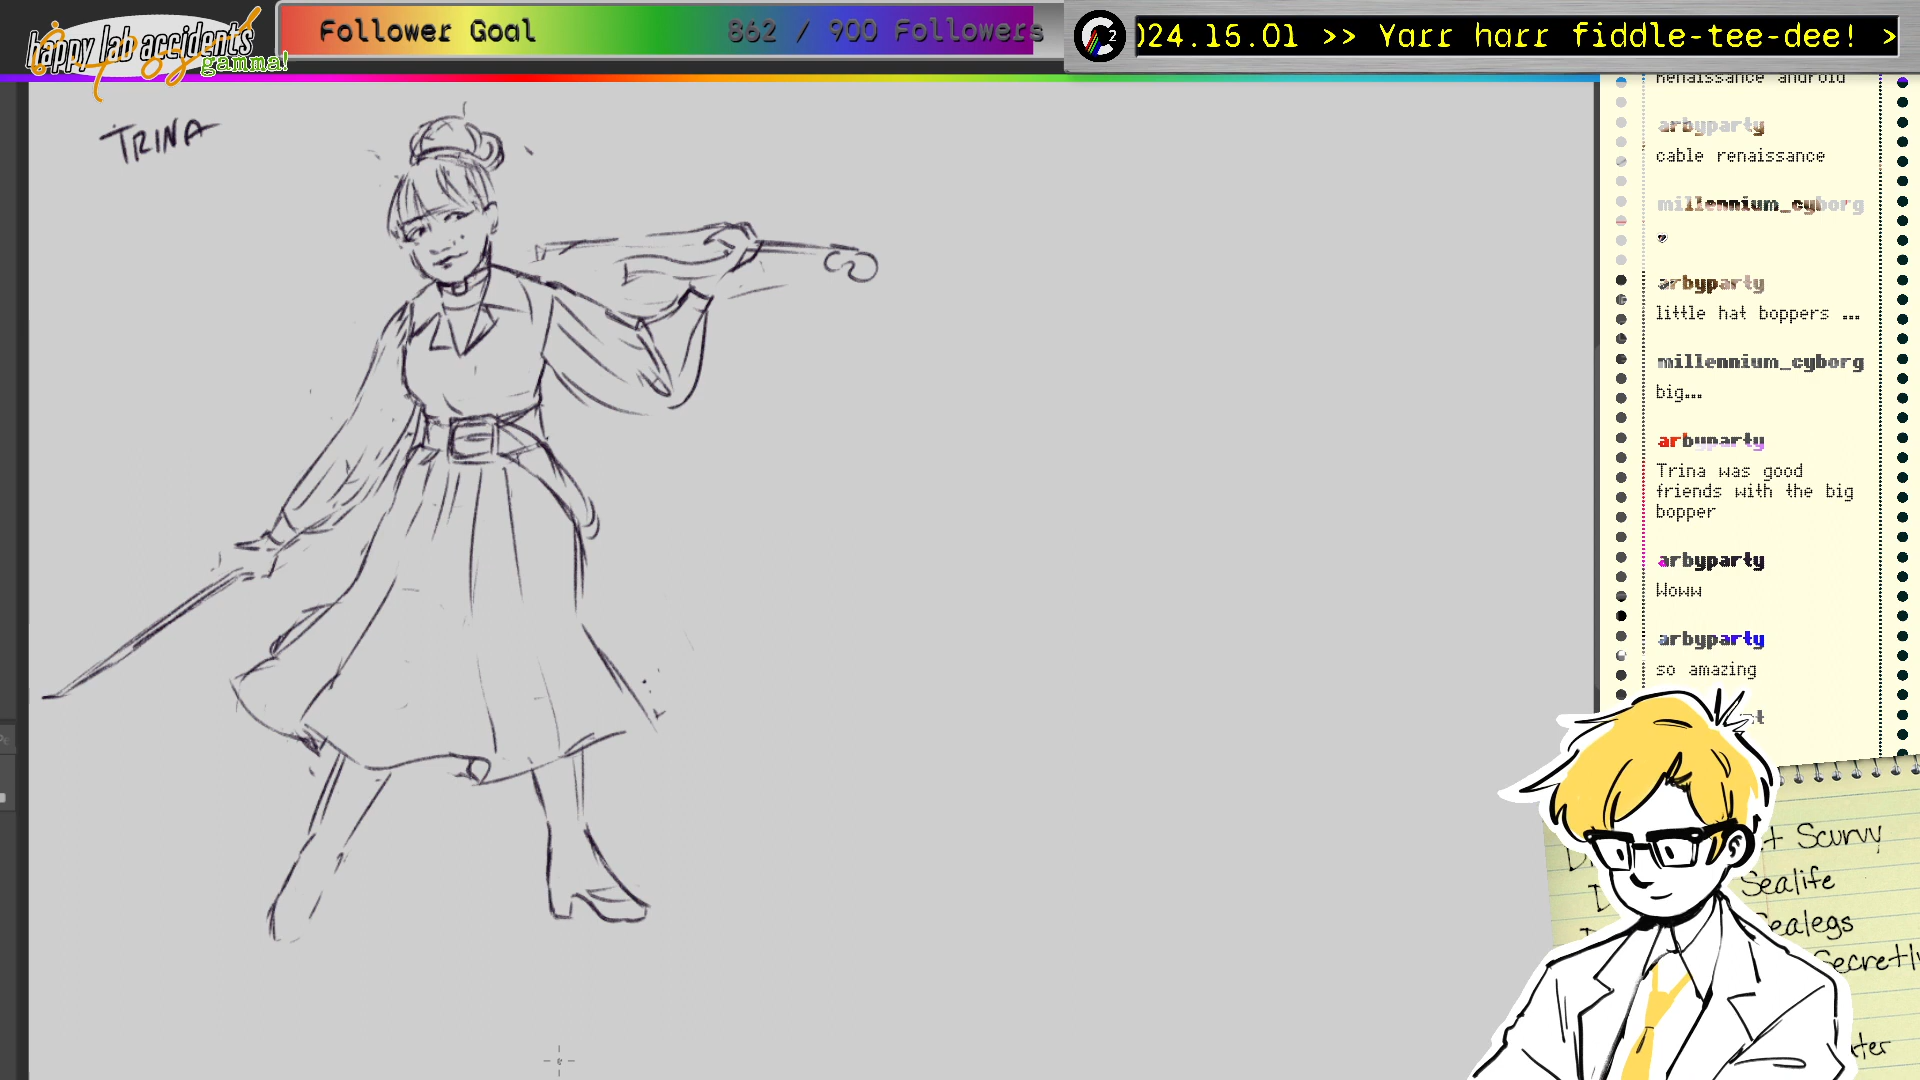 happy lab accidents
gamma!
Follower Goal
862 / 900 Followers
024.15.01 >> Yarr harr fiddle-tee-dee! >
TRINA
renaissance android
arbyparty
cable renaissance
millennium_cyborg
arbyparty
little hat boppers ...
millennium_cyborg
big...
arbyparty
Trina was good
friends with the big
bopper
arbyparty
Woww
arbyparty
so amazing
Scurvy
Sealife
Sealegs
Secretly